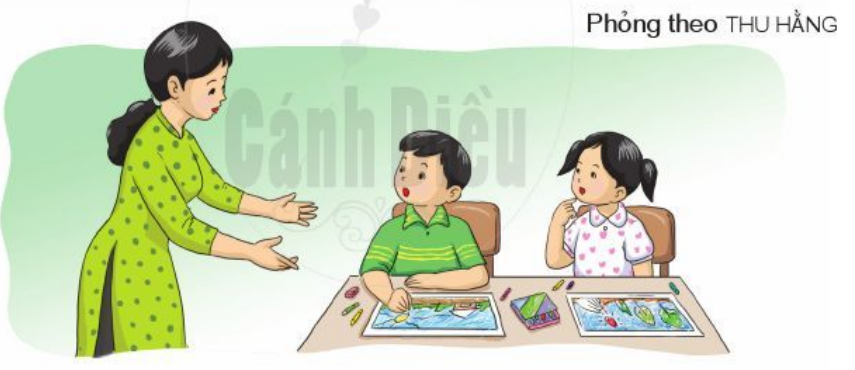 Phỏng theo THU HẰNG
Cánh Diều